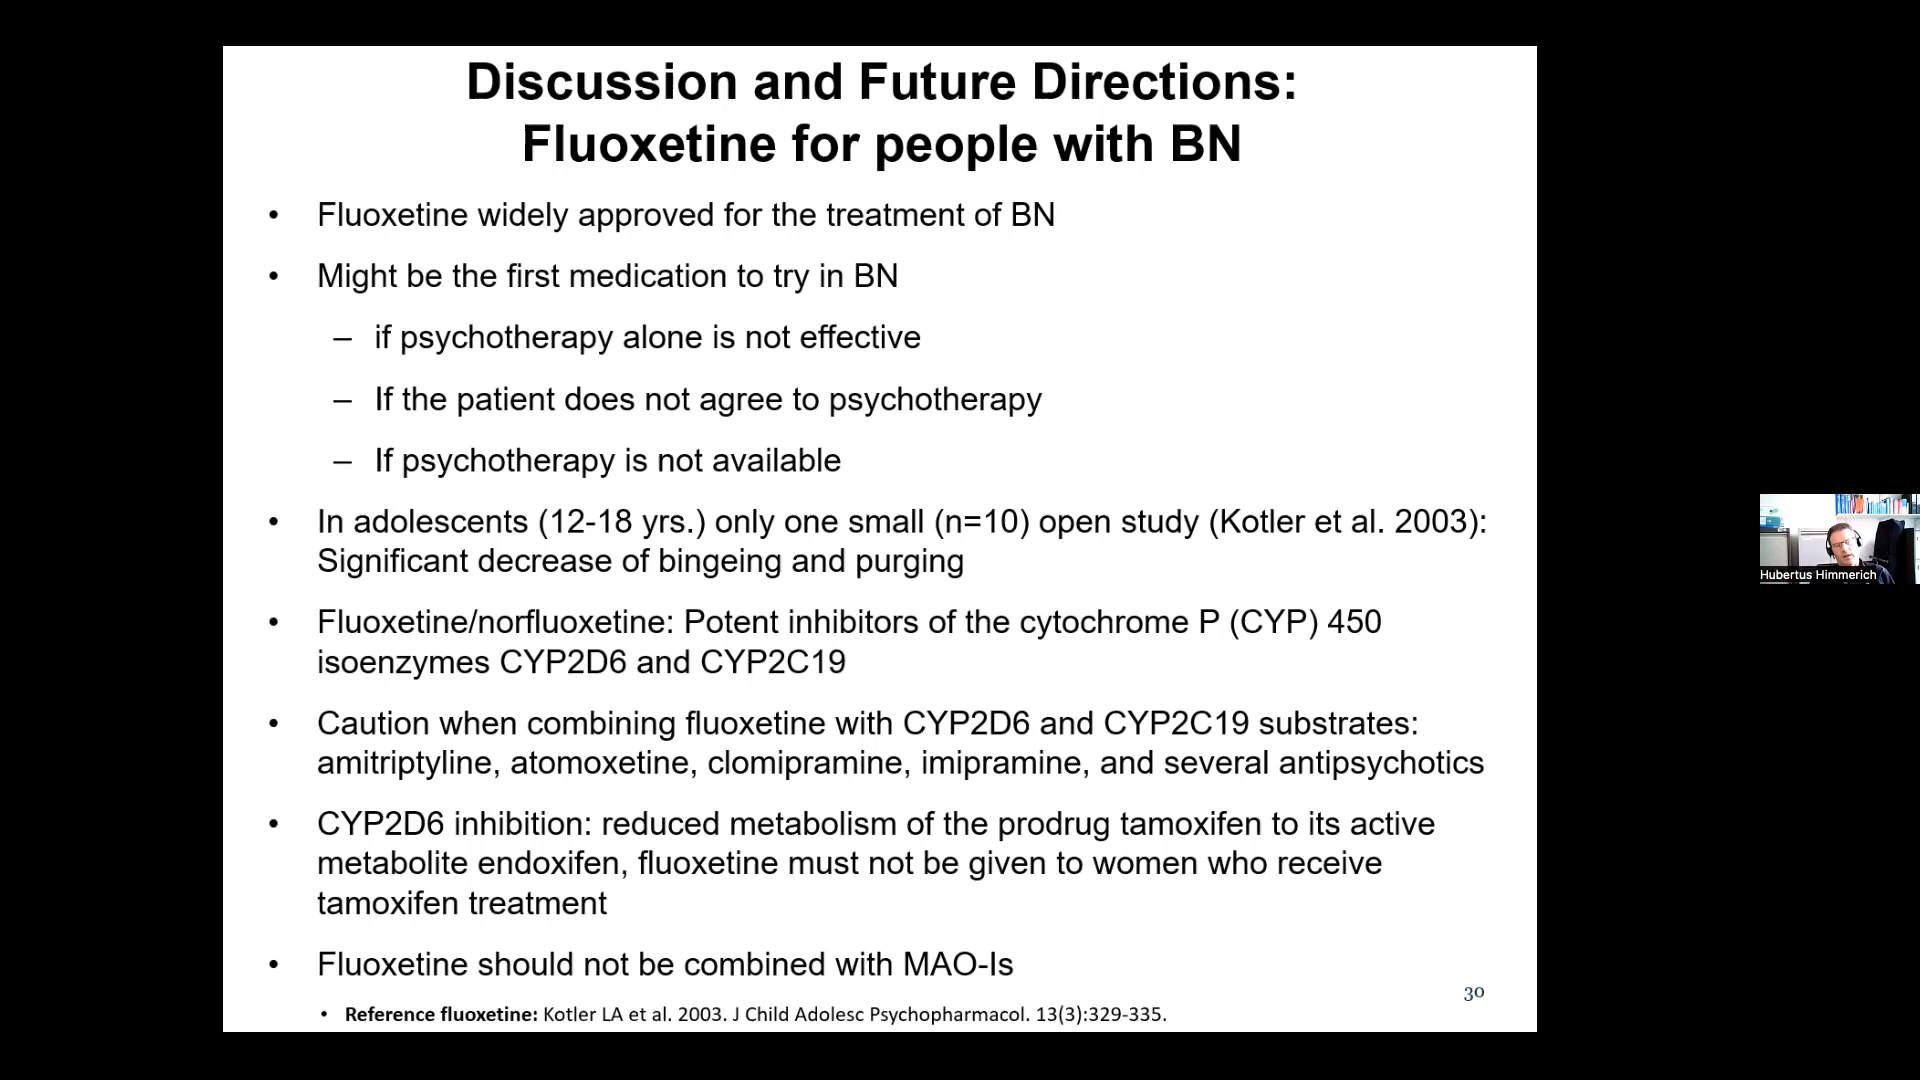 Discussion and Future Directions:
Fluoxetine for people with BN
• Fluoxetine widely approved for the treatment of BN
• Might be the first medication to try in BN
– if psychotherapy alone is not effective
– If the patient does not agree to psychotherapy
– If psychotherapy is not available
• In adolescents (12-18 yrs.) only one small (n=10) open study (Kotler et al. 2003):
Significant decrease of bingeing and purging
• Fluoxetine/norfluoxetine: Potent inhibitors of the cytochrome P (CYP) 450
isoenzymes CYP2D6 and CYP2C19
• Caution when combining fluoxetine with CYP2D6 and CYP2C19 substrates:
amitriptyline, atomoxetine, clomipramine, imipramine, and several antipsychotics
• CYP2D6 inhibition: reduced metabolism of the prodrug tamoxifen to its active
metabolite endoxifen, fluoxetine must not be given to women who receive
tamoxifen treatment
• Fluoxetine should not be combined with MAO-Is
30
• Reference fluoxetine: Kotler LA et al. 2003. J Child Adolesc Psychopharmacol. 13(3):329-335.
Hubertus Himmerich